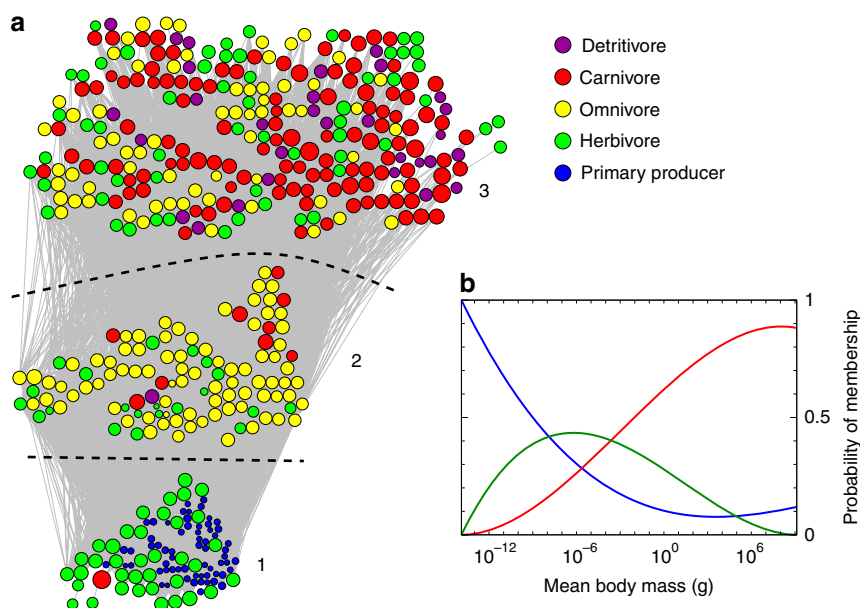 a
Detritivore
Carnivore
Omnivore
Herbivore
Primary producer
3
2
1
b
1
0.5
0
10⁻¹² 10⁻⁶ 10⁰ 10⁶
Mean body mass (g)
Probability of membership